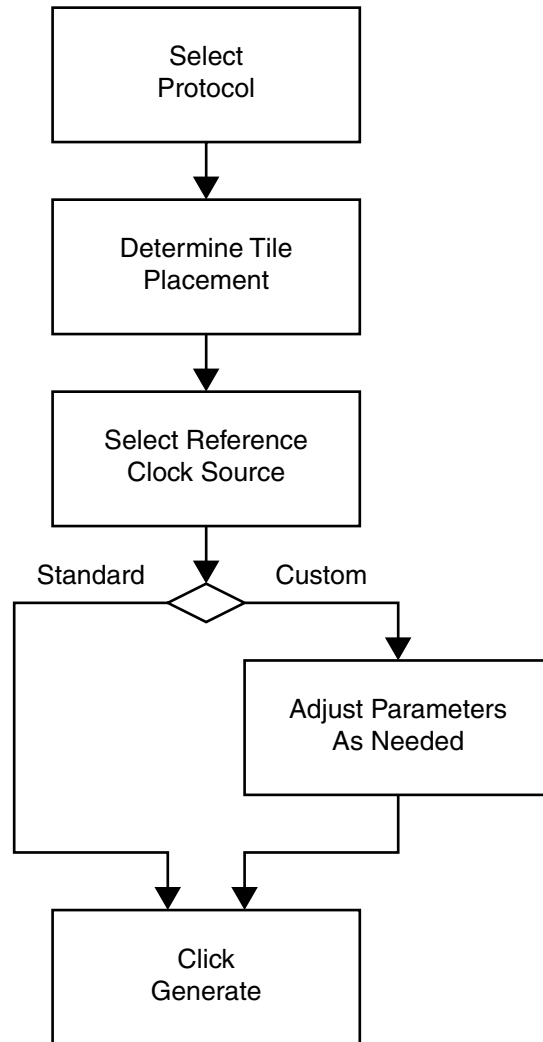 Select
Protocol
Determine Tile
Placement
Select Reference
Clock Source
Standard
Custom
Adjust Parameters
As Needed
Click
Generate